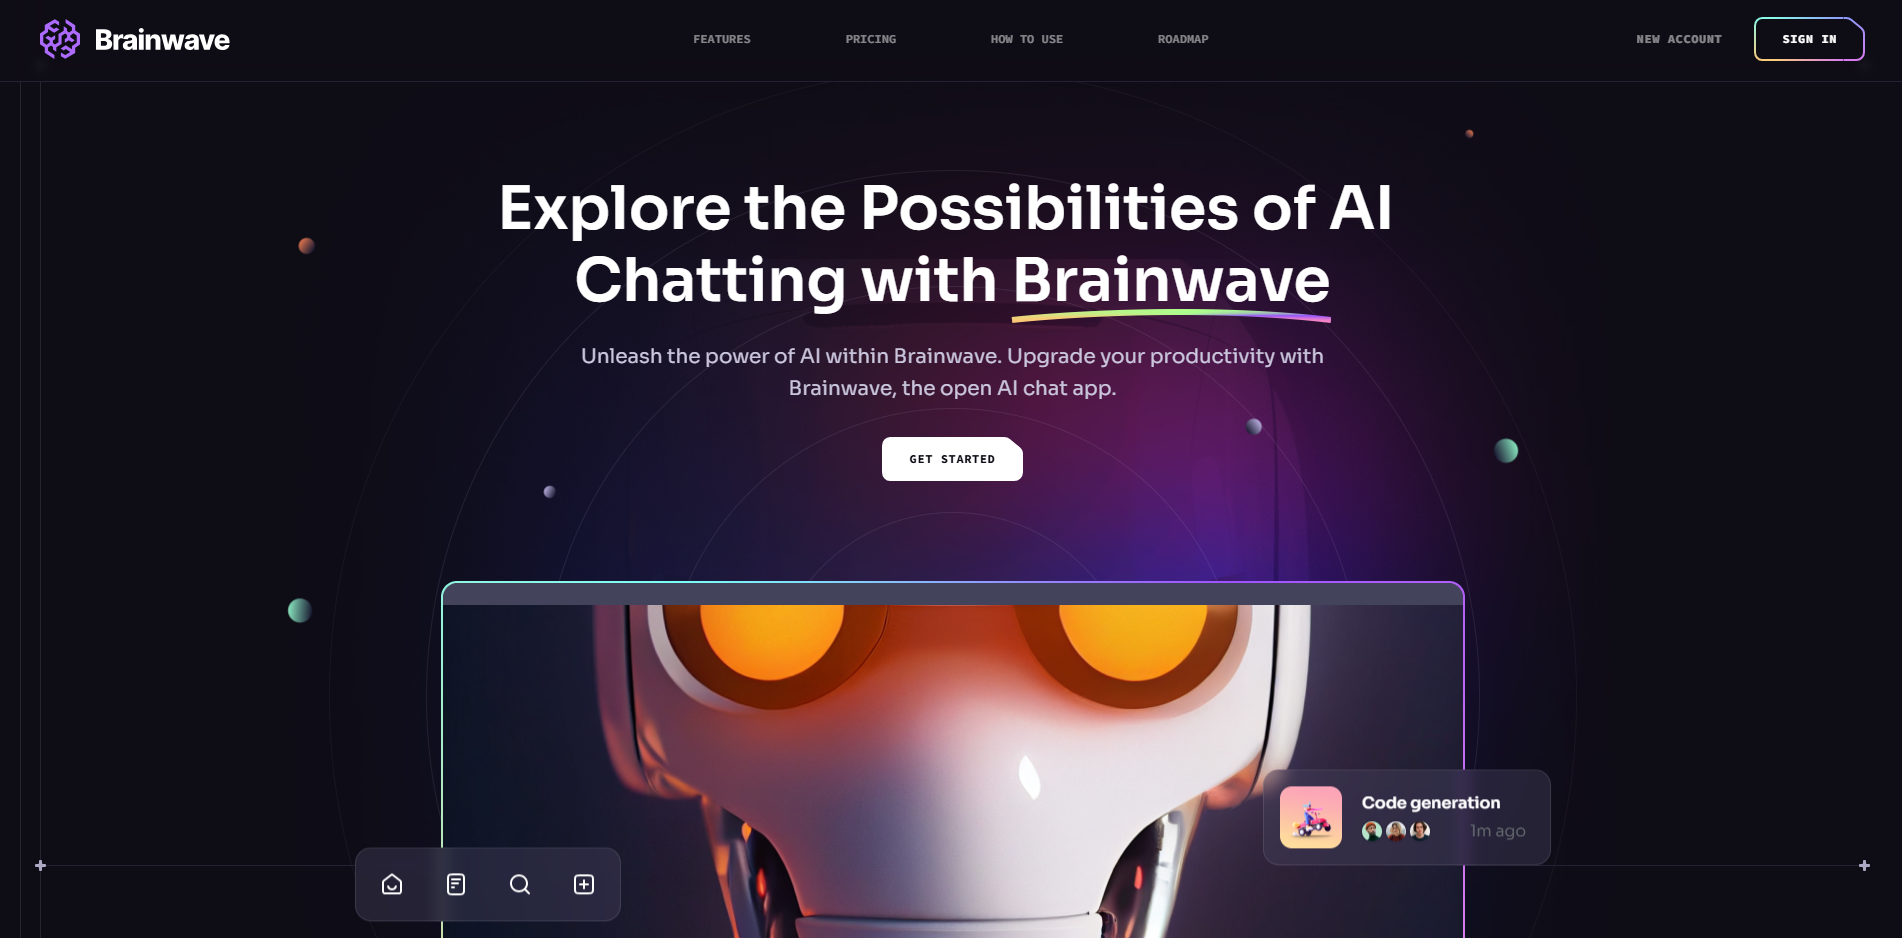 Brainwave
FEATURES
PRICING
HOW TO USE
ROADMAP
NEW ACCOUNT
SIGN IN
Explore the Possibilities of AI
Chatting with Brainwave
Unleash the power of AI within Brainwave. Upgrade your productivity with
Brainwave, the open AI chat app.
GET STARTED
Code generation
1m ago